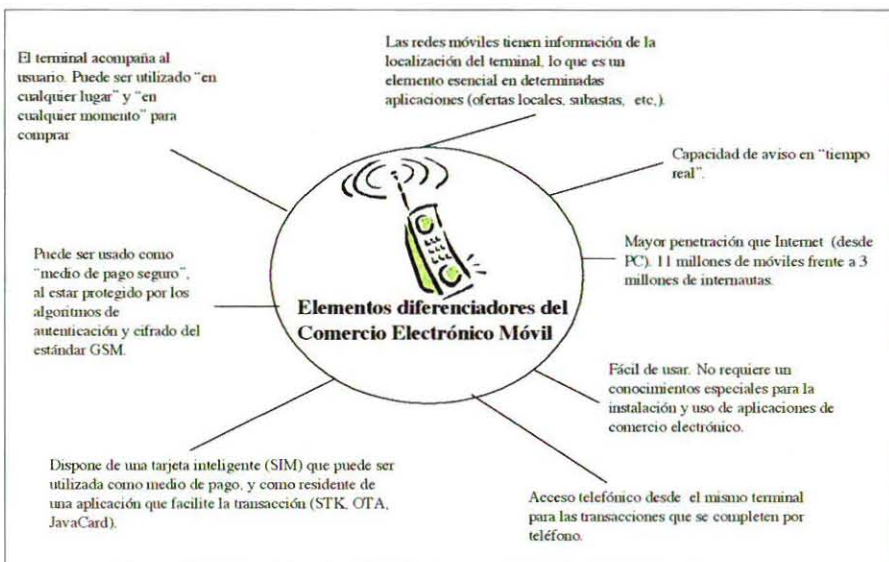 El terminal acompaña al
usuario. Puede ser utilizado "en
cualquier lugar" y "en
cualquier momento" para
comprar
Las redes móviles tienen información de la
localización del terminal, lo que es un
elemento esencial en determinadas
aplicaciones (ofertas locales, subastas, etc,).
Capacidad de aviso en "tiempo
real".
Mayor penetración que Internet (desde
PC). 11 millones de móviles frente a 3
millones de internautas.
Puede ser usado como
"medio de pago seguro",
al estar protegido por los
algoritmos de
autenticación y cifrado del
estándar GSM.
Elementos diferenciadores del
Comercio Electrónico Móvil
Fácil de usar. No requiere un
conocimientos especiales para la
instalación y uso de aplicaciones de
comercio electrónico.
Dispone de una tarjeta inteligente (SIM) que puede ser
utilizada como medio de pago, y como residente de
una aplicación que facilite la transacción (STK, OTA,
JavaCard).
Acceso telefónico desde el mismo terminal
para las transacciones que se completen por
teléfono.